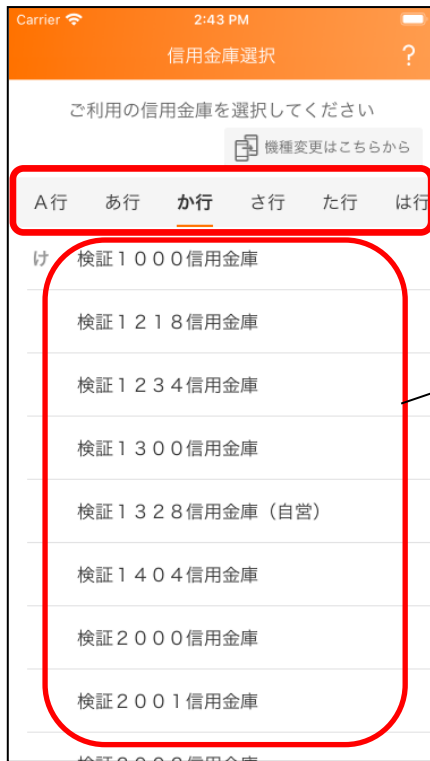 Carrier 2:43 PM
信用金庫選択 ?
ご利用の信用金庫を選択してください
機種変更はこちらから
A行 あ行 か行 さ行 た行 は行
け 検証1000信用金庫
検証1218信用金庫
検証1234信用金庫
検証1300信用金庫
検証1328信用金庫(自営)
検証1404信用金庫
検証2000信用金庫
検証2001信用金庫